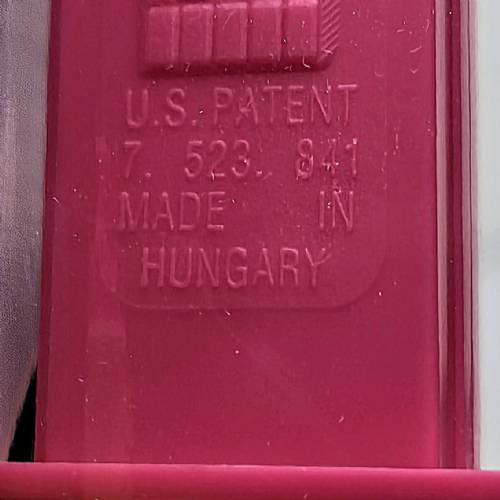 U.S. PATENT
7. 523. 841
MADE IN
HUNGARY